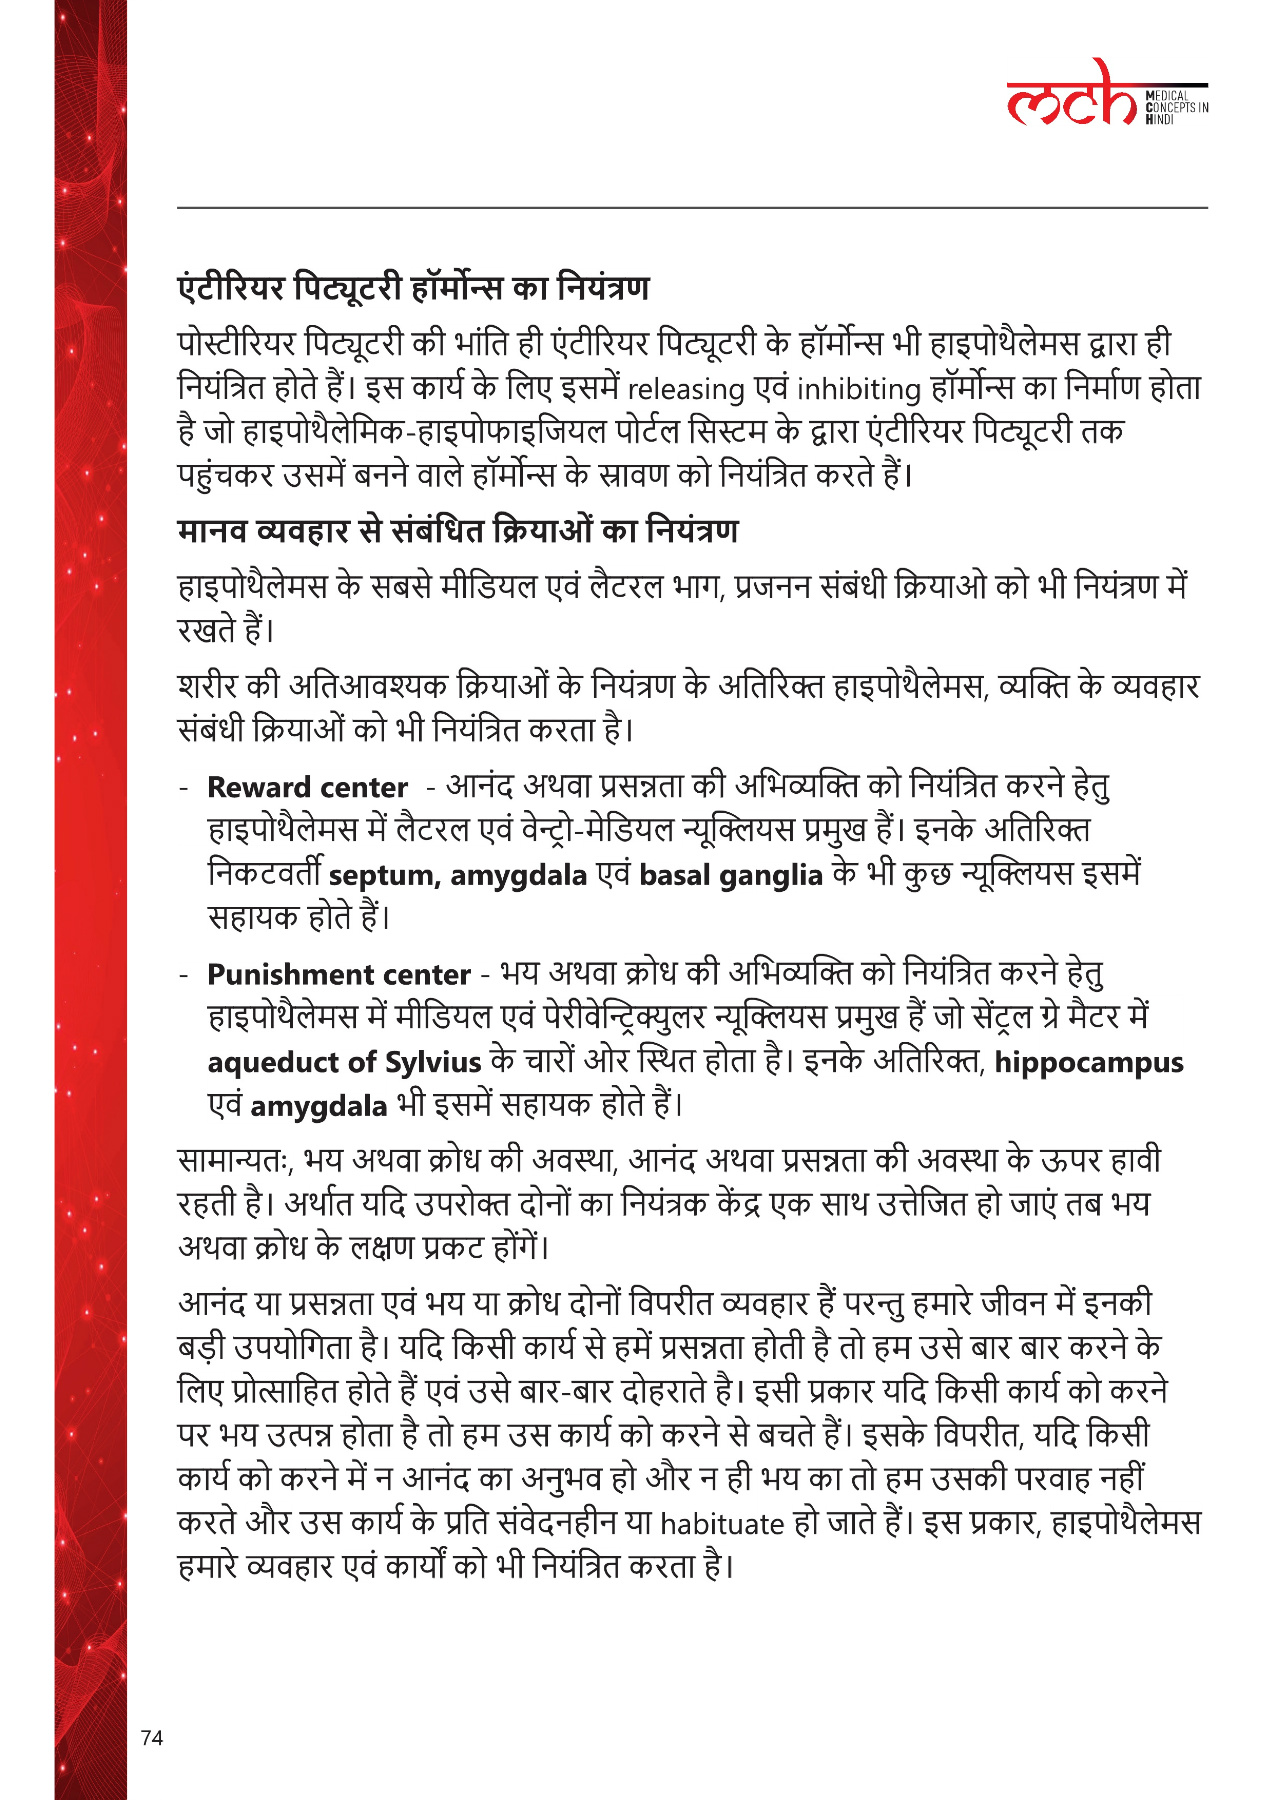 mch MEDICAL
CONCEPTS IN
HINDI
एंटीरियर पिट्यूटरी हॉर्मोन्स का नियंत्रण
पोस्टीरियर पिट्यूटरी की भांति ही एंटीरियर पिट्यूटरी के हॉर्मोन्स भी हाइपोथैलेमस द्वारा ही
नियंत्रित होते हैं। इस कार्य के लिए इसमें releasing एवं inhibiting हॉर्मोन्स का निर्माण होता
है जो हाइपोथैलेमिक-हाइपोफाइजियल पोर्टल सिस्टम के द्वारा एंटीरियर पिट्यूटरी तक
पहुंचकर उसमें बनने वाले हॉर्मोन्स के स्रावण को नियंत्रित करते हैं।
मानव व्यवहार से संबंधित क्रियाओं का नियंत्रण
हाइपोथैलेमस के सबसे मीडियल एवं लैटरल भाग, प्रजनन संबंधी क्रियाओ को भी नियंत्रण में
रखते हैं।
शरीर की अतिआवश्यक क्रियाओं के नियंत्रण के अतिरिक्त हाइपोथैलेमस, व्यक्ति के व्यवहार
संबंधी क्रियाओं को भी नियंत्रित करता है।
- Reward center - आनंद अथवा प्रसन्नता की अभिव्यक्ति को नियंत्रित करने हेतु
हाइपोथैलेमस में लैटरल एवं वेन्ट्रो-मेडियल न्यूक्लियस प्रमुख हैं। इनके अतिरिक्त
निकटवर्ती septum, amygdala एवं basal ganglia के भी कुछ न्यूक्लियस इसमें
सहायक होते हैं।
- Punishment center - भय अथवा क्रोध की अभिव्यक्ति को नियंत्रित करने हेतु
हाइपोथैलेमस में मीडियल एवं पेरीवेन्ट्रिक्युलर न्यूक्लियस प्रमुख हैं जो सेंट्रल ग्रे मैटर में
aqueduct of Sylvius के चारों ओर स्थित होता है। इनके अतिरिक्त, hippocampus
एवं amygdala भी इसमें सहायक होते हैं।
सामान्यतः, भय अथवा क्रोध की अवस्था, आनंद अथवा प्रसन्नता की अवस्था के ऊपर हावी
रहती है। अर्थात यदि उपरोक्त दोनों का नियंत्रक केंद्र एक साथ उत्तेजित हो जाएं तब भय
अथवा क्रोध के लक्षण प्रकट होंगें।
आनंद या प्रसन्नता एवं भय या क्रोध दोनों विपरीत व्यवहार हैं परन्तु हमारे जीवन में इनकी
बड़ी उपयोगिता है। यदि किसी कार्य से हमें प्रसन्नता होती है तो हम उसे बार बार करने के
लिए प्रोत्साहित होते हैं एवं उसे बार-बार दोहराते है। इसी प्रकार यदि किसी कार्य को करने
पर भय उत्पन्न होता है तो हम उस कार्य को करने से बचते हैं। इसके विपरीत, यदि किसी
कार्य को करने में न आनंद का अनुभव हो और न ही भय का तो हम उसकी परवाह नहीं
करते और उस कार्य के प्रति संवेदनहीन या habituate हो जाते हैं। इस प्रकार, हाइपोथैलेमस
हमारे व्यवहार एवं कार्यों को भी नियंत्रित करता है।
74